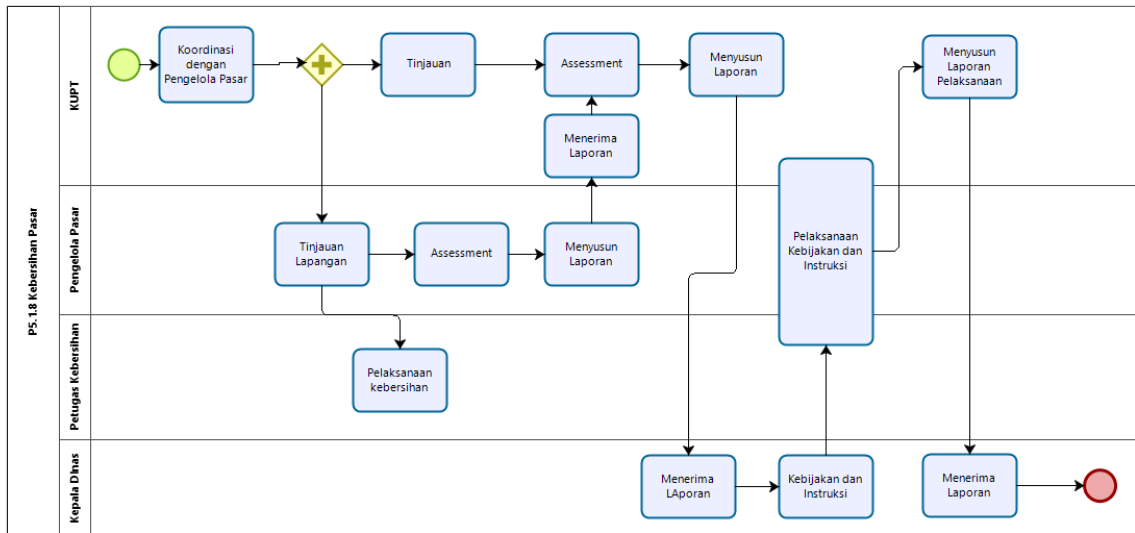 P5.1.8 Kebersihan Pasar
KUPT
Koordinasi
dengan
Pengelola Pasar
Tinjauan
Assessment
Menyusun
Laporan
Menyusun
Laporan
Pelaksanaan
Menerima
Laporan
Pengelola Pasar
Tinjauan
Lapangan
Assessment
Menyusun
Laporan
Pelaksanaan
Kebijakan dan
Instruksi
Petugas Kebersihan
Pelaksanaan
kebersihan
Kepala DInas
Menerima
LAporan
Kebijakan dan
Instruksi
Menerima
Laporan